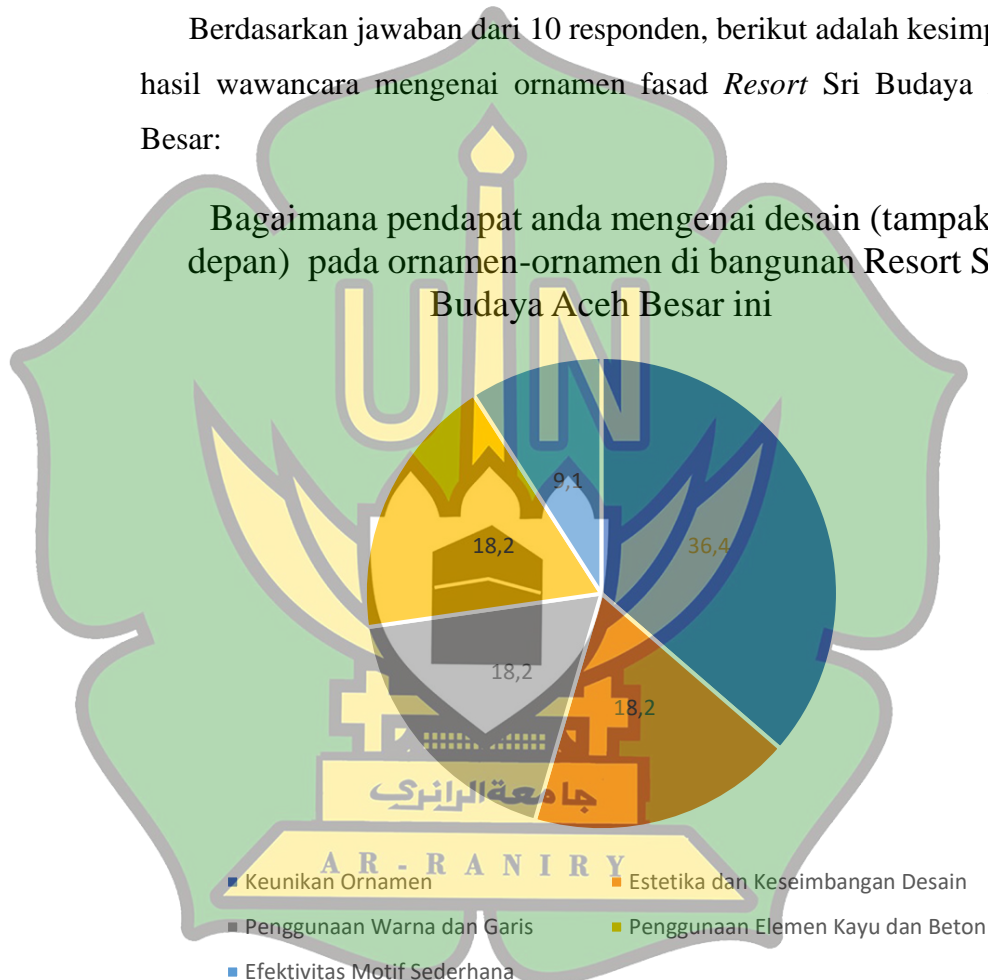 Berdasarkan jawaban dari 10 responden, berikut adalah
hasil wawancara mengenai ornamen fasad Resort Sri Budaya
Besar:
Bagaimana pendapat anda mengenai desain (tampak
depan) pada ornamen-ornamen di bangunan Resort
Budaya Aceh Besar ini
UIN
9,1
36,4
18,2
18,2
18,2
جامعة الرانري
AR-RANIRY
Keunikan Ornamen
Estetika dan Keseimbangan Desain
Penggunaan Warna dan Garis
Penggunaan Elemen Kayu dan Beton
Efektivitas Motif Sederhana